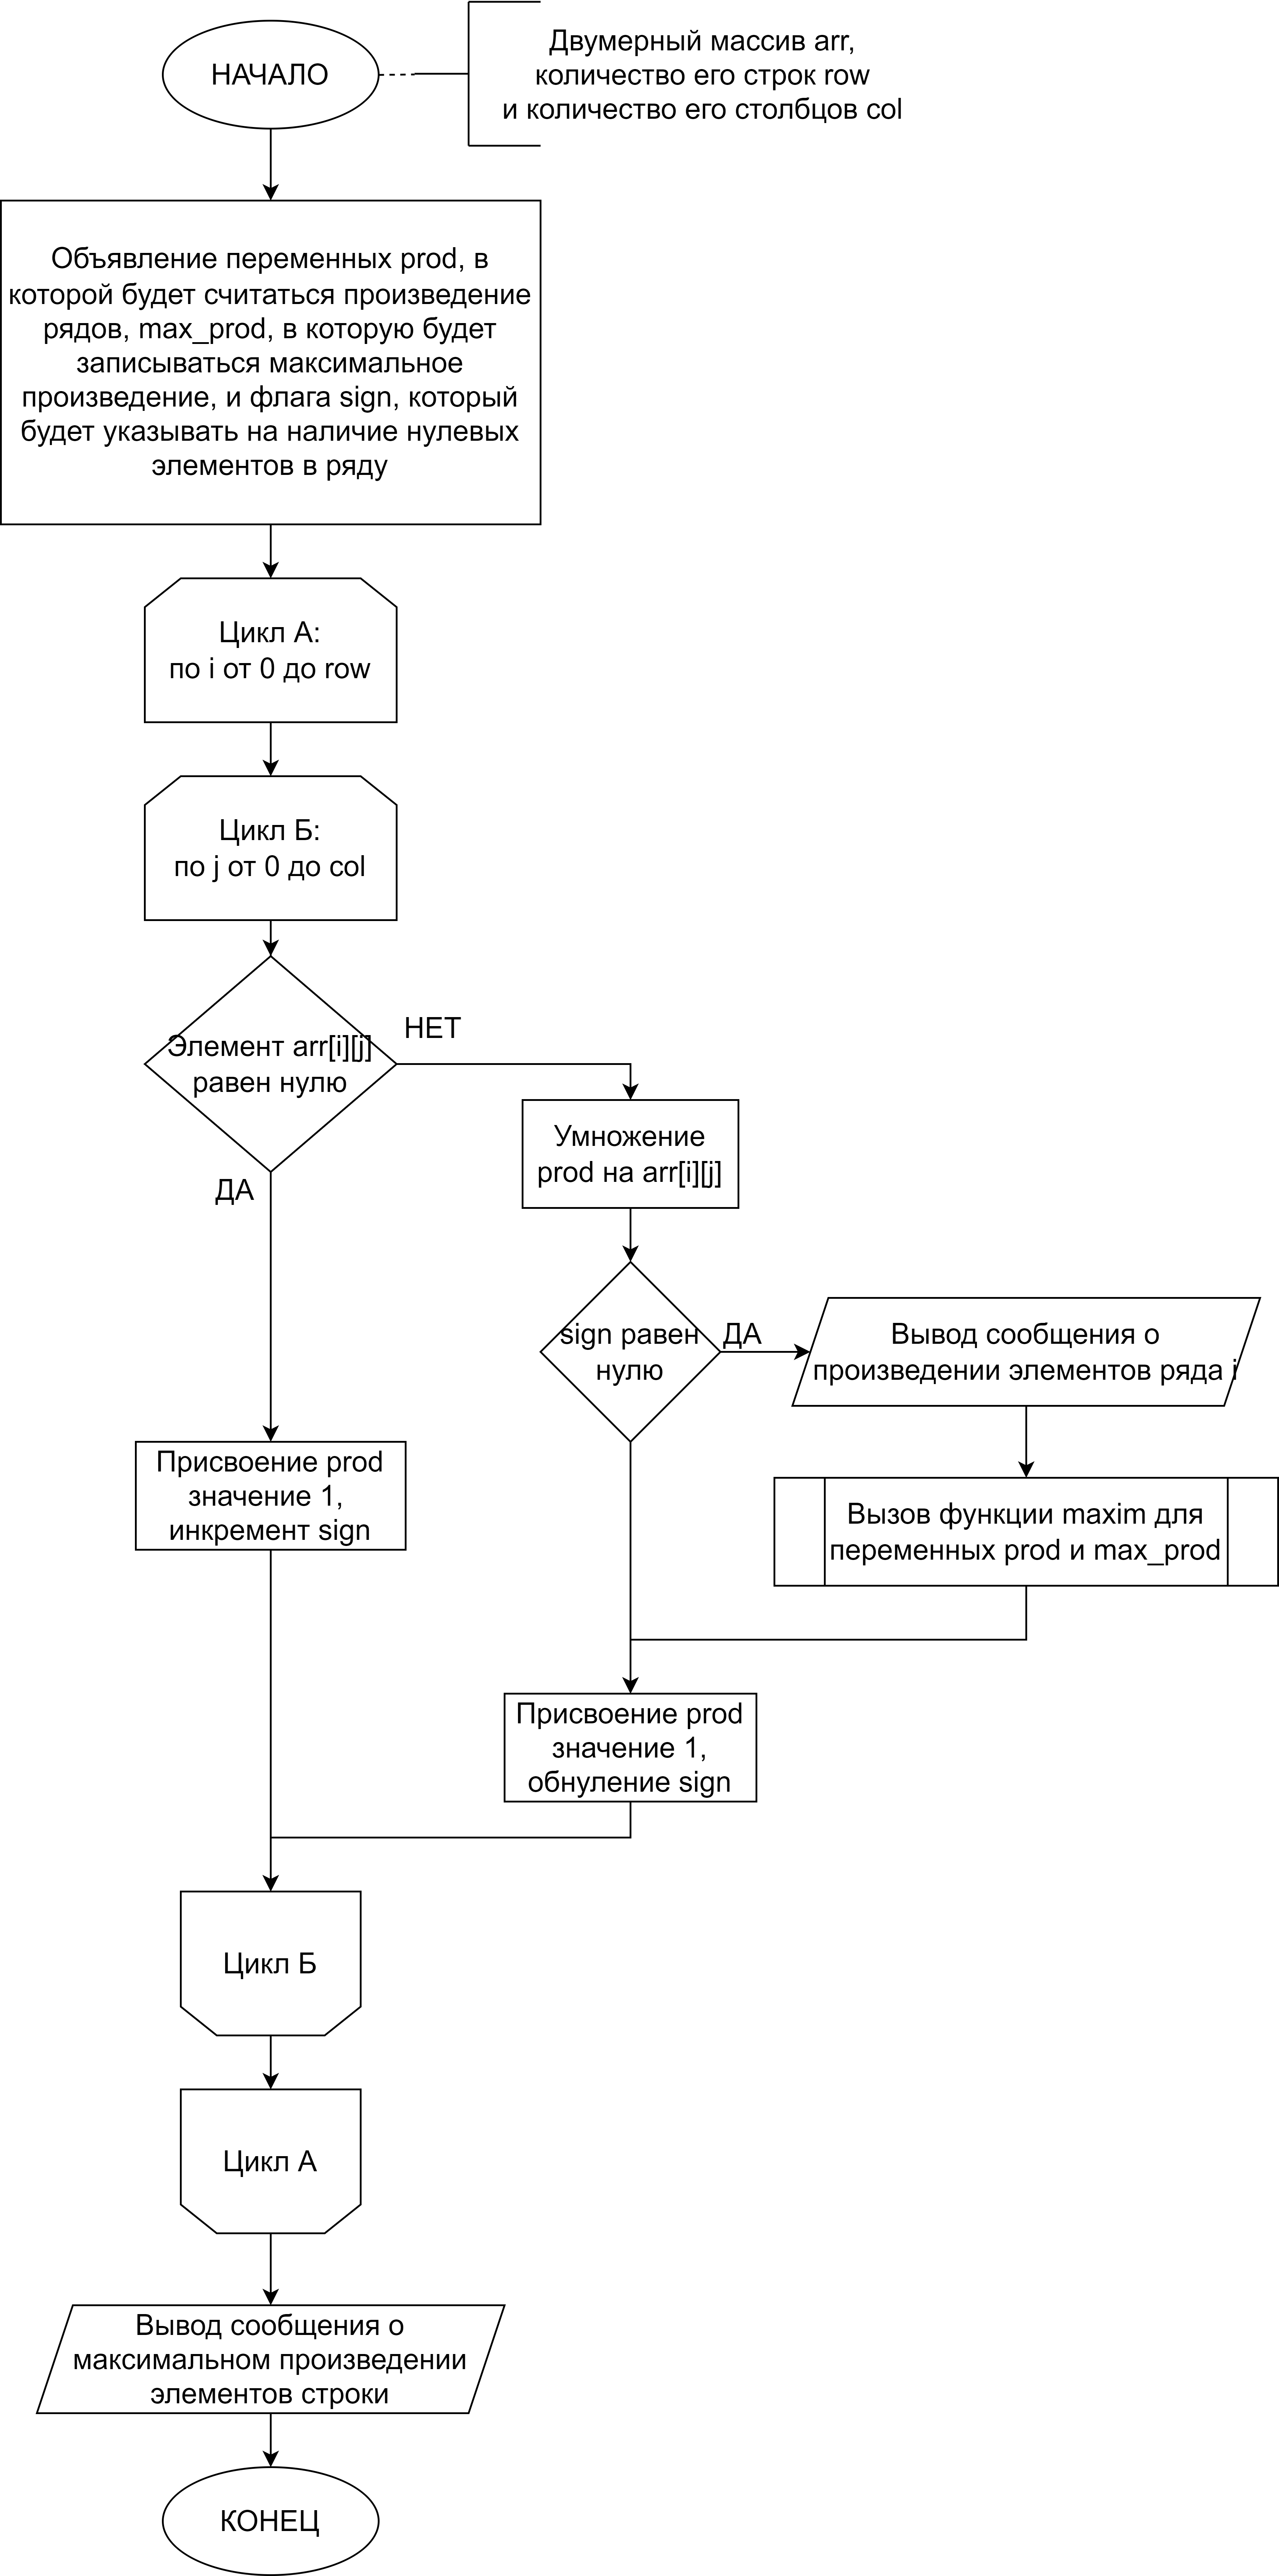 НАЧАЛО
Двумерный массив arr,
количество его строк row
и количество его столбцов col
Объявление переменных prod, в
которой будет считаться произведение
рядов, max_prod, в которую будет
записываться максимальное
произведение, и флага sign, который
будет указывать на наличие нулевых
элементов в ряду
Цикл А:
по i от 0 до row
Цикл Б:
по j от 0 до col
Элемент arr[i][j]
равен нулю
НЕТ
ДА
Умножение
prod на arr[i][j]
sign равен
нулю
ДА
Вывод сообщения о
произведении элементов ряда i
Вызов функции maxim для
переменных prod и max_prod
Присвоение prod
значение 1,
инкремент sign
Присвоение prod
значение 1,
обнуление sign
Цикл Б
Цикл А
Вывод сообщения о
максимальном произведении
элементов строки
КОНЕЦ